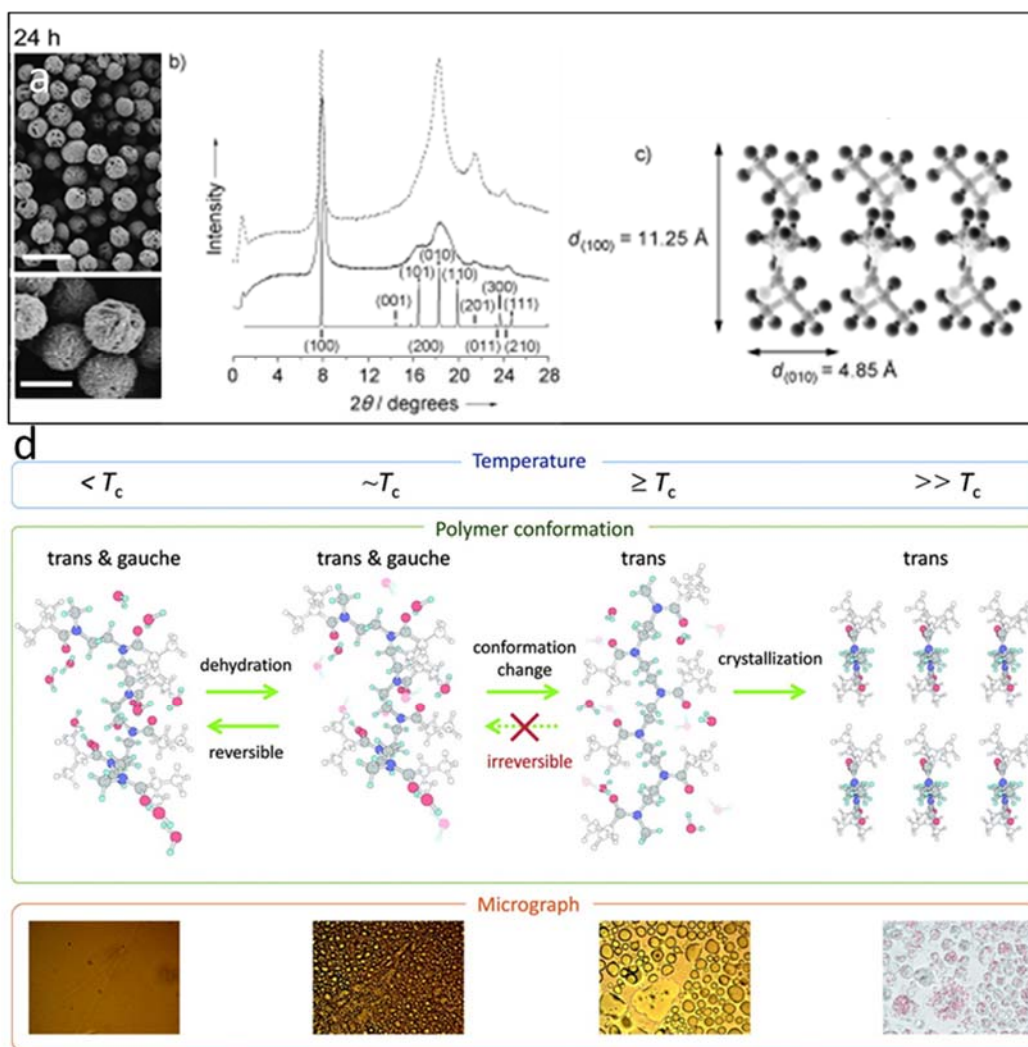 24 h
a
b)
Intensity
(100)
(001)
(101)
(200)
(010)
(110)
(201)
(300)
(011)
(111)
(210)
0 4 8 12 16 20 24 28
2θ / degrees
c)
d(100) = 11.25 Å
d(010) = 4.85 Å
d
Temperature
< Tc
~Tc
≥ Tc
>> Tc
Polymer conformation
trans & gauche
trans & gauche
trans
trans
dehydration
reversible
conformation
change
irreversible
crystallization
Micrograph